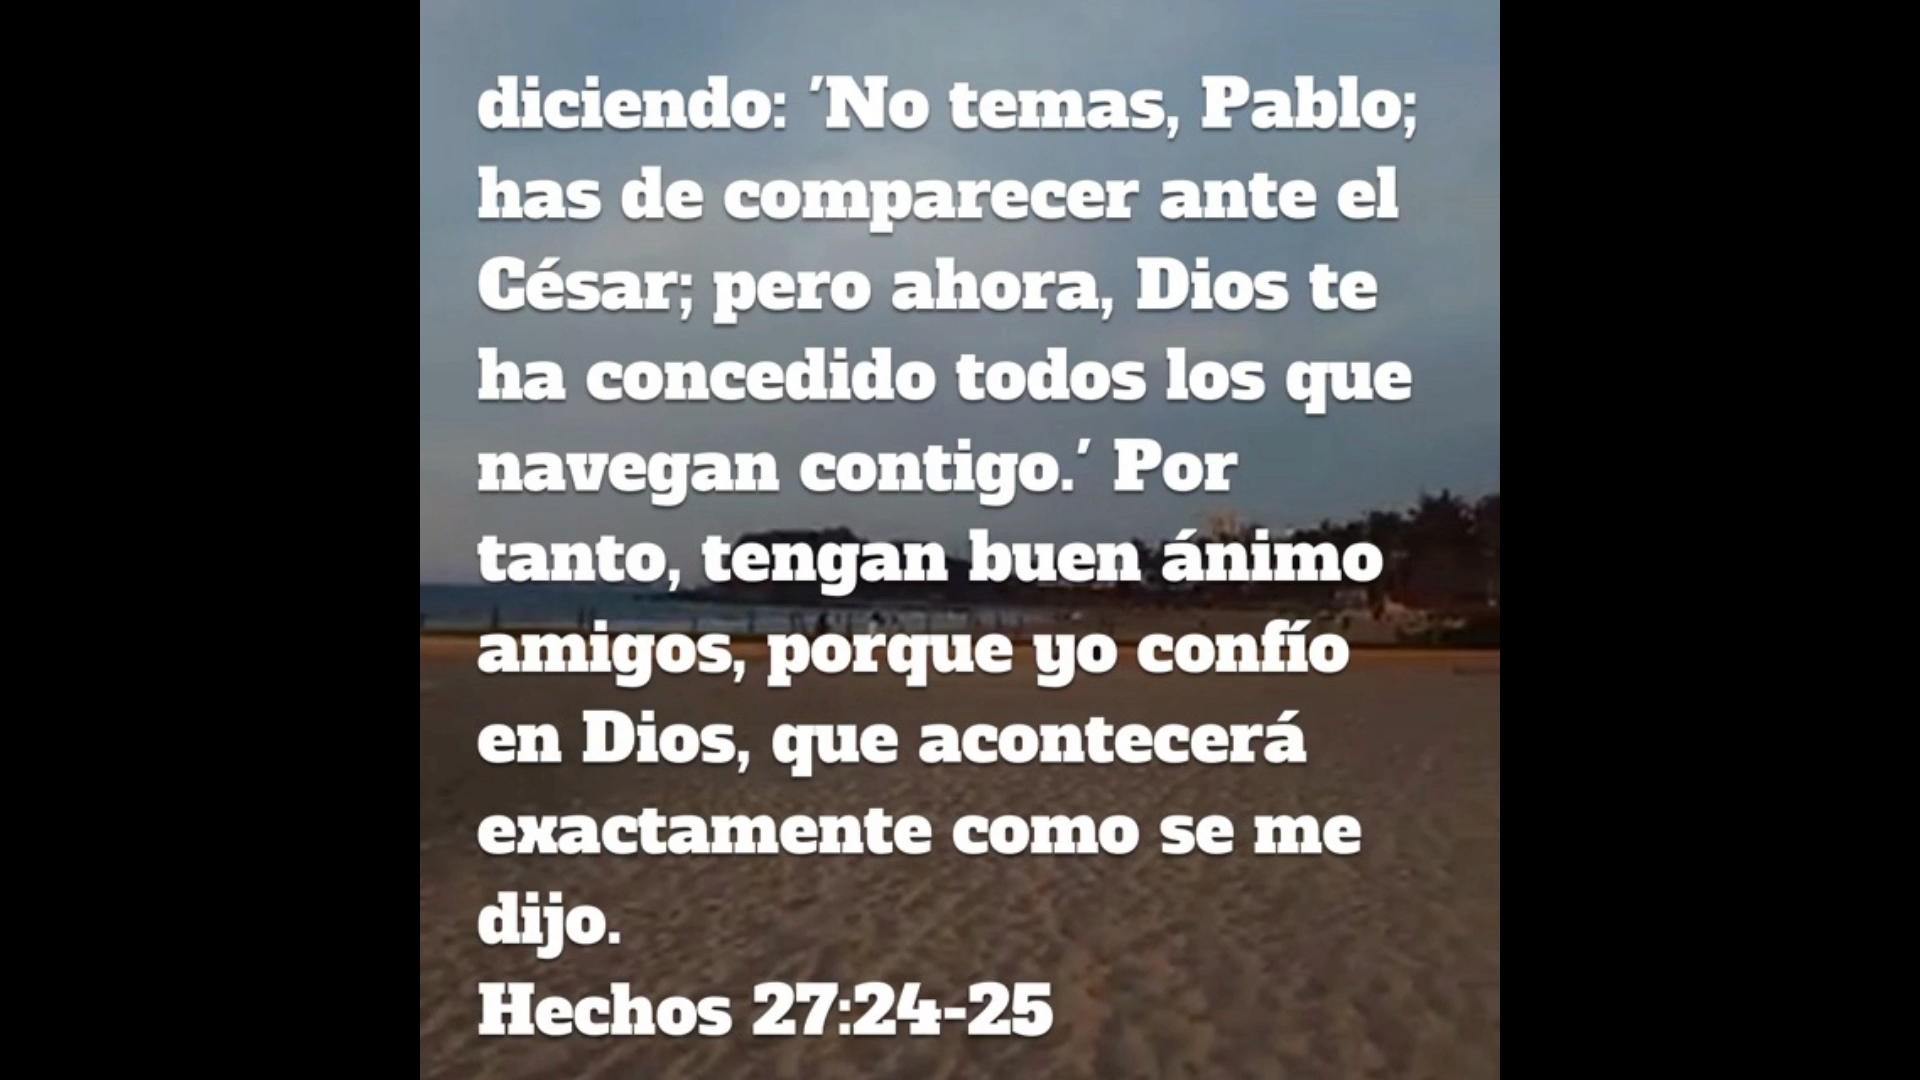 diciendo: ′No temas, Pablo;
has de comparecer ante el
César; pero ahora, Dios te
ha concedido todos los que
navegan contigo.′ Por
tanto, tengan buen ánimo
amigos, porque yo confío
en Dios, que acontecerá
exactamente como se me
dijo.
Hechos 27:24-25